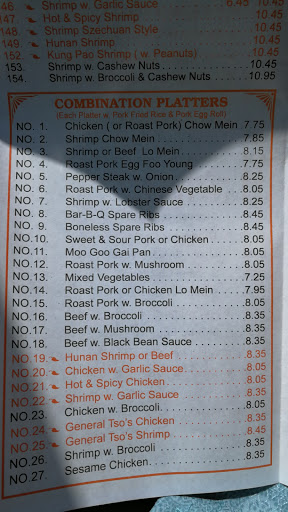 146. Shrimp w. Garlic Sauce 6.45 10.45
147. Hot & Spicy Shrimp 10.45
148 Shrimp Szechuan Style 10.45
149. Hunan Shrimp 10.45
152. Kung Pao Shrimp ( w. Peanuts) 10.45
153. Shrimp w. Cashew Nuts 10.45
154. Shrimp w. Broccoli & Cashew Nuts 10.95
COMBINATION PLATTERS
(Each Platter w. Pork Fried Rice & Pork Egg Roll)
NO. 1. Chicken ( or Roast Pork) Chow Mein 7.75
NO. 2. Shrimp Chow Mein 7.85
NO. 3. Shrimp or Beef Lo Mein 8.15
NO. 4. Roast Pork Egg Foo Young 7.75
NO. 5. Pepper Steak w. Onion 8.25
NO. 6. Roast Pork w. Chinese Vegetable 8.05
NO. 7. Shrimp w. Lobster Sauce 8.25
NO. 8. Bar-B-Q Spare Ribs 8.45
NO. 9. Boneless Spare Ribs 8.45
NO.10. Sweet & Sour Pork or Chicken 8.05
NO.11. Moo Goo Gai Pan 8.05
NO.12. Roast Pork w. Mushroom 8.05
NO.13. Mixed Vegetables 7.25
NO.14. Roast Pork or Chicken Lo Mein 7.95
NO.15. Roast Pork w. Broccoli 8.05
NO.16. Beef w. Broccoli 8.35
NO.17. Beef w. Mushroom 8.35
NO.18. Beef w. Black Bean Sauce 8.35
NO.19. Hunan Shrimp or Beef 8.35
NO.20. Chicken w. Garlic Sauce 8.05
NO.21. Hot & Spicy Chicken 8.05
NO.22. Shrimp w. Garlic Sauce 8.35
NO.23. Chicken w. Broccoli 8.05
NO.24. General Tso's Chicken 8.35
NO.25. General Tso's Shrimp 8.45
NO.26. Shrimp w. Broccoli 8.35
NO.27. Sesame Chicken 8.35